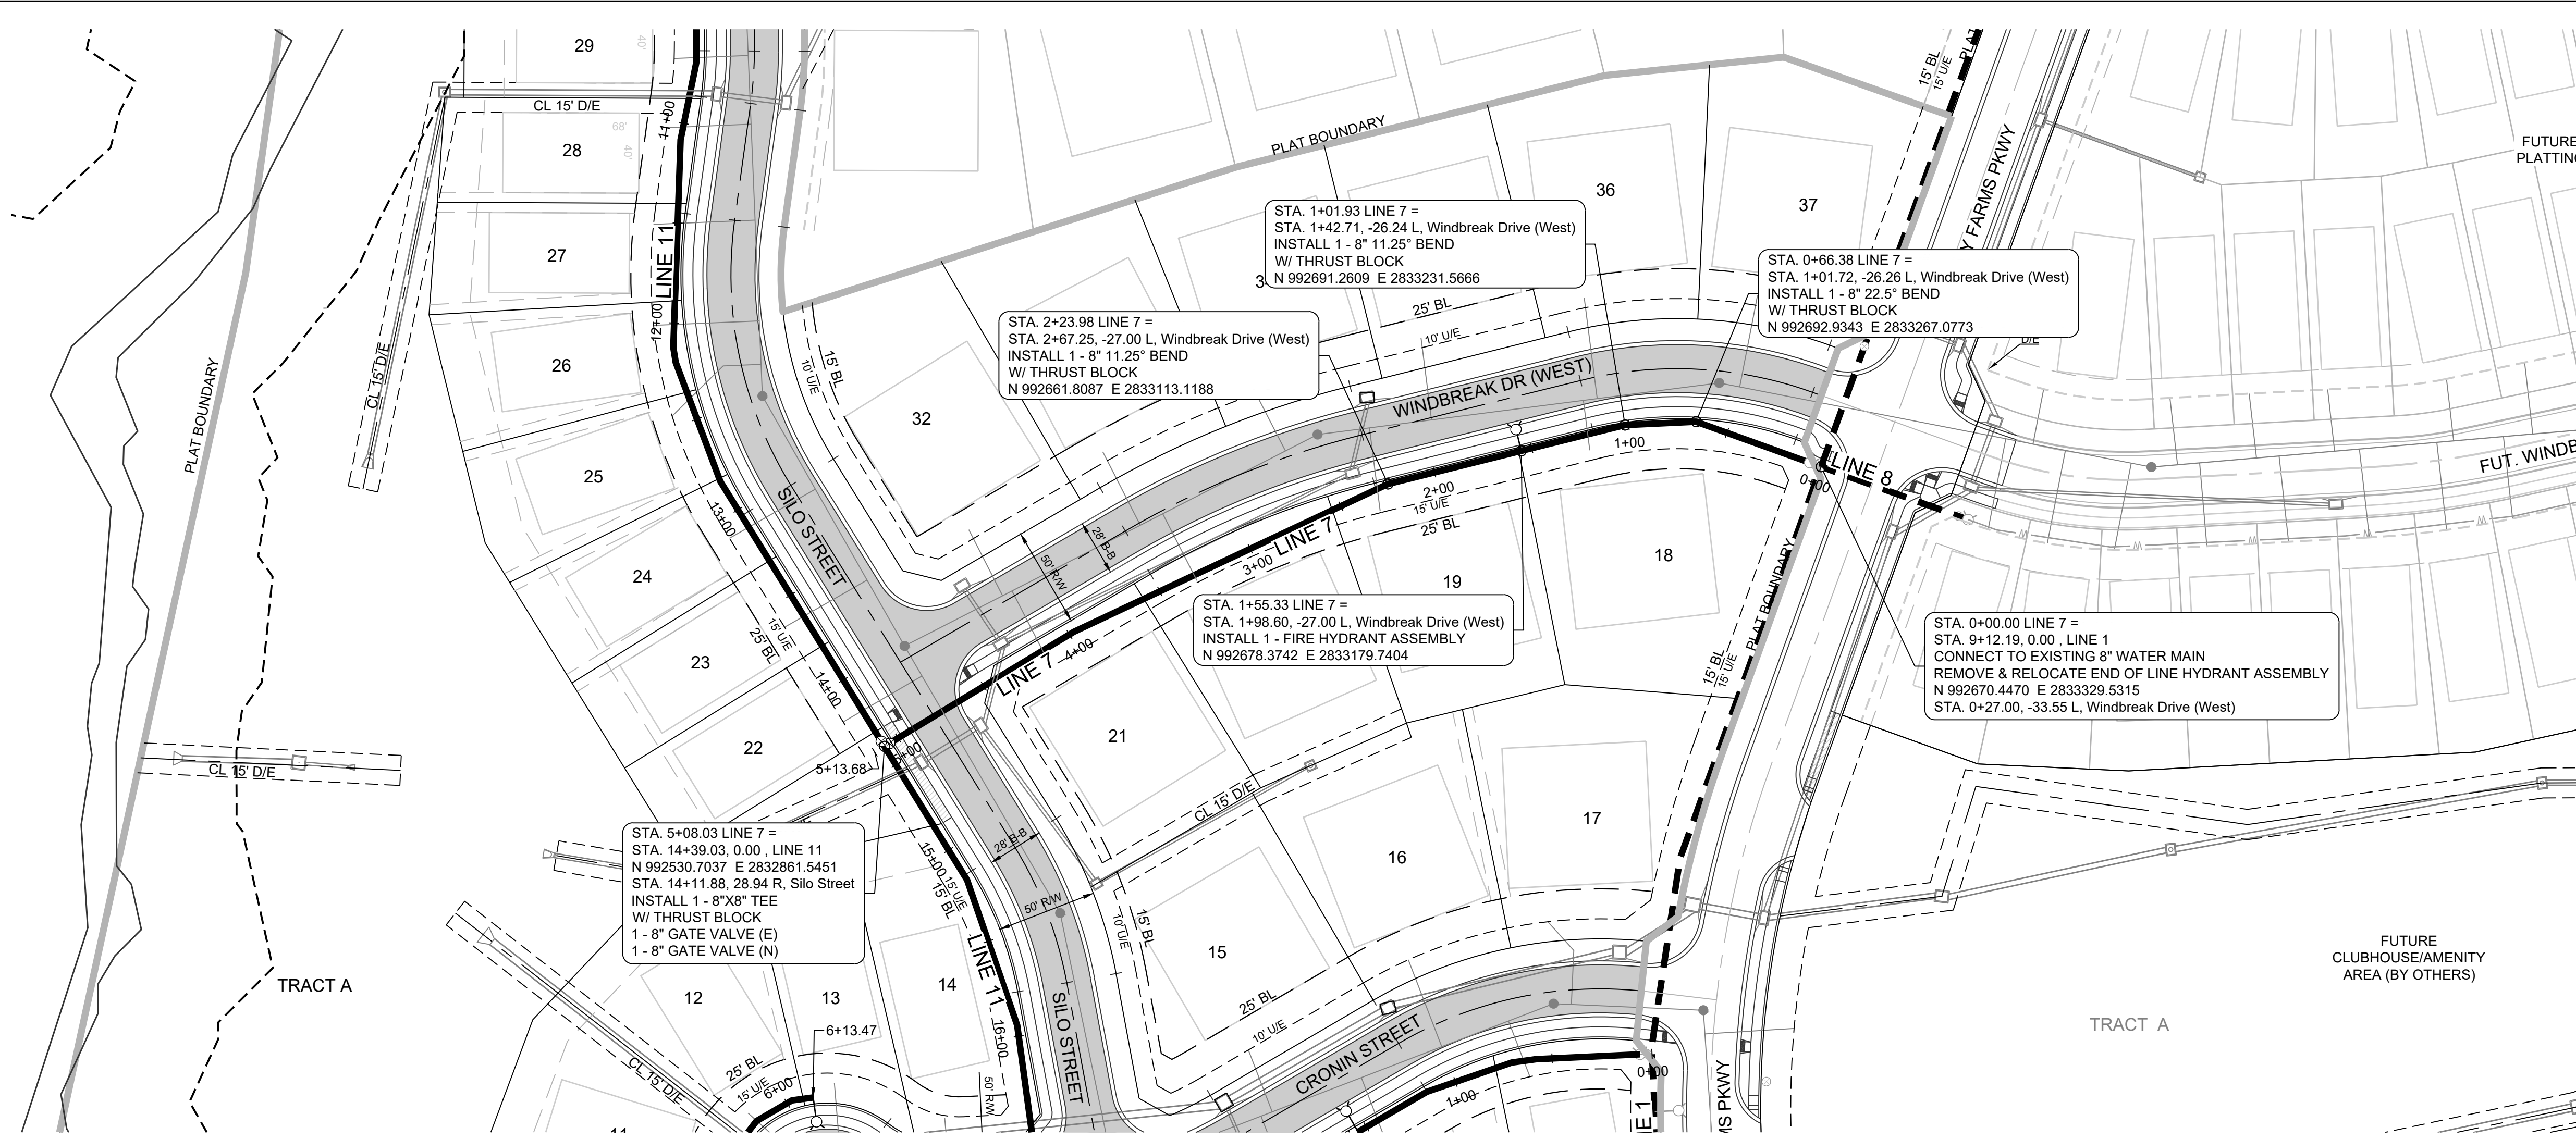 29
40'
CL 15' D/E
68'
28
40'
11+00
LINE 11
27
12+00
26
CL 15' D/E
PLAT BOUNDARY
25
13+00
SILO STREET
24
15' U/E
25' BL
23
14+00
22
5+13.68
CL 15' D/E
TRACT A
15' BL
10' U/E
32
PLAT BOUNDARY
36
37
STA. 1+01.93 LINE 7 =
STA. 1+42.71, -26.24 L, Windbreak Drive (West)
INSTALL 1 - 8" 11.25° BEND
W/ THRUST BLOCK
N 992691.2609 E 2833231.5666
25' BL
10' U/E
STA. 2+23.98 LINE 7 =
STA. 2+67.25, -27.00 L, Windbreak Drive (West)
INSTALL 1 - 8" 11.25° BEND
W/ THRUST BLOCK
N 992661.8087 E 2833113.1188
STA. 0+66.38 LINE 7 =
STA. 1+01.72, -26.26 L, Windbreak Drive (West)
INSTALL 1 - 8" 22.5° BEND
W/ THRUST BLOCK
N 992692.9343 E 2833267.0773
15' BL
15' U/E
PLAT
Y FARMS PKWY
FUTURE
PLATTING
D/E
WINDBREAK DR (WEST)
1+00
2+00
15' U/E
25' BL
LINE 7
3+00
28' B-B
50' R/W
LINE 7
4+00
0+00
LINE 8
FUT. WINDB
19
18
STA. 1+55.33 LINE 7 =
STA. 1+98.60, -27.00 L, Windbreak Drive (West)
INSTALL 1 - FIRE HYDRANT ASSEMBLY
N 992678.3742 E 2833179.7404
PLAT BOUNDARY
15' BL
15' U/E
STA. 0+00.00 LINE 7 =
STA. 9+12.19, 0.00 , LINE 1
CONNECT TO EXISTING 8" WATER MAIN
REMOVE & RELOCATE END OF LINE HYDRANT ASSEMBLY
N 992670.4470 E 2833329.5315
STA. 0+27.00, -33.55 L, Windbreak Drive (West)
21
CL 15' D/E
17
16
15
STA. 5+08.03 LINE 7 =
STA. 14+39.03, 0.00 , LINE 11
N 992530.7037 E 2832861.5451
STA. 14+11.88, 28.94 R, Silo Street
INSTALL 1 - 8"X8" TEE
W/ THRUST BLOCK
1 - 8" GATE VALVE (E)
1 - 8" GATE VALVE (N)
15+00
15' U/E
15' BL
28' B-B
50' R/W
LINE 11
SILO STREET
15' BL
10' U/E
12
13
14
16+00
6+13.47
25' BL
15' U/E
6+00
CL 15' D/E
50' R/W
25' BL
10' U/E
CRONIN STREET
1+00
0+00
MS PKWY
FUTURE
CLUBHOUSE/AMENITY
AREA (BY OTHERS)
TRACT A